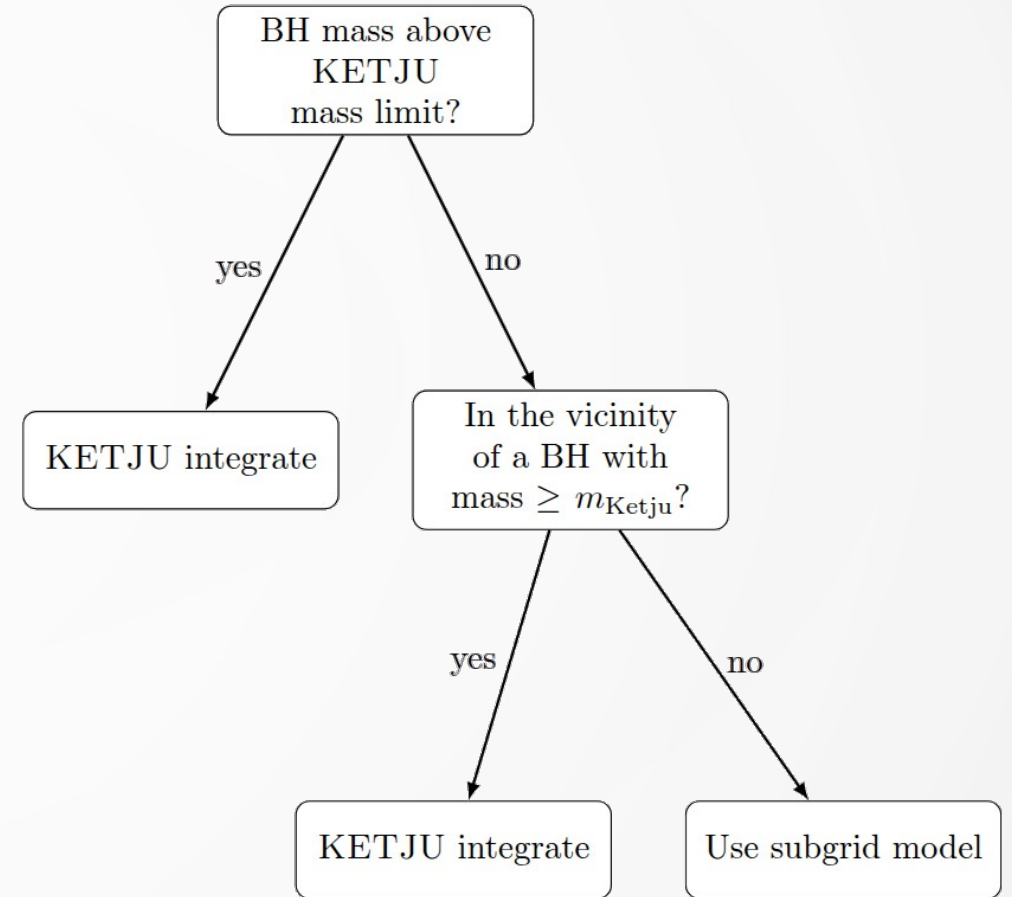 BH mass above
KETJU
mass limit?
yes
no
KETJU integrate
In the vicinity
of a BH with
mass ≥ m_Ketju?
yes
no
KETJU integrate
Use subgrid model